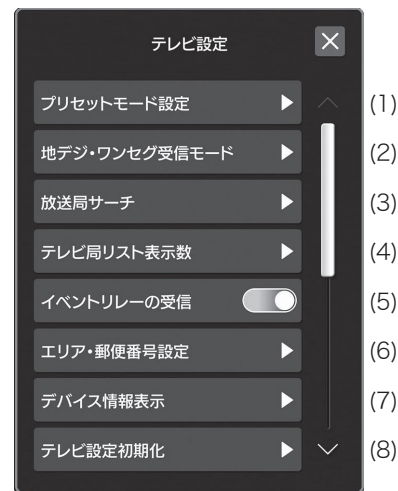 テレビ設定
プリセットモード設定 (1)
地デジ・ワンセグ受信モード (2)
放送局サーチ (3)
テレビ局リスト表示数 (4)
イベントリレーの受信 (5)
エリア・郵便番号設定 (6)
デバイス情報表示 (7)
テレビ設定初期化 (8)